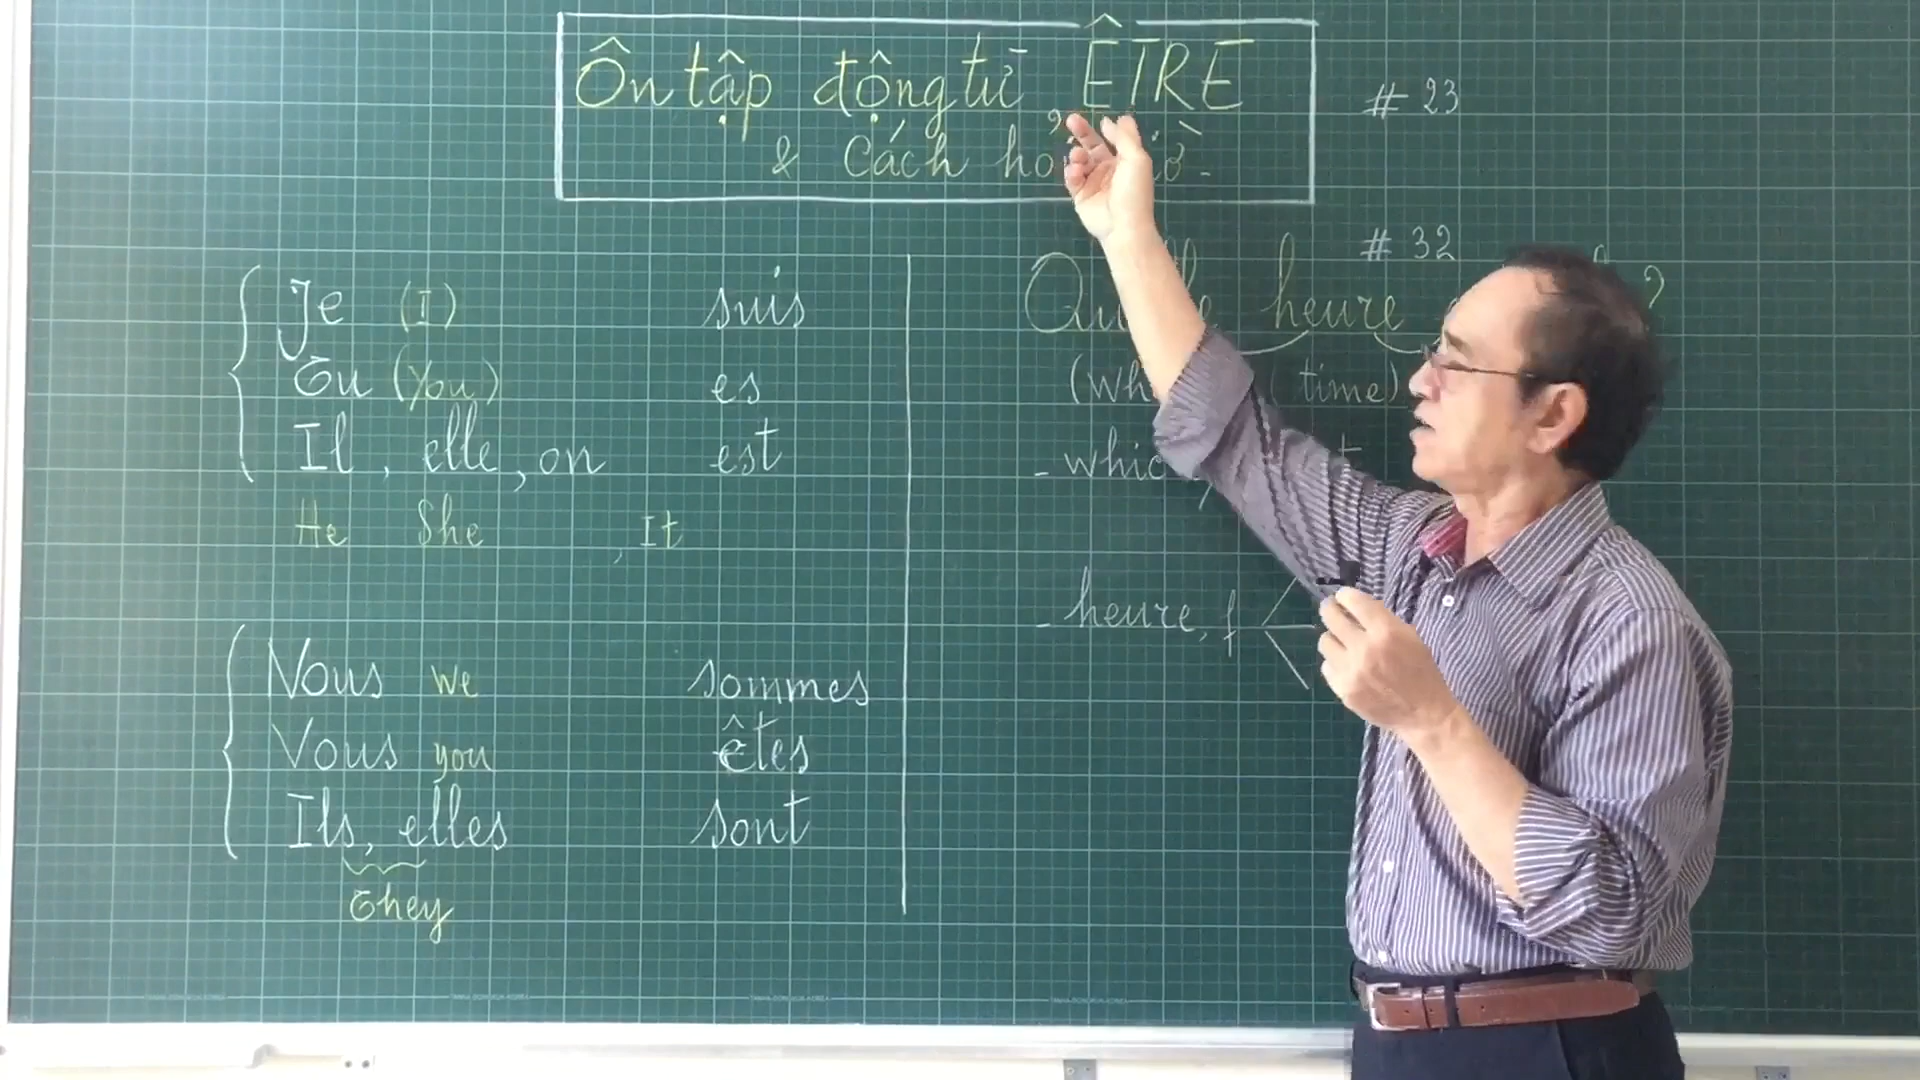 Ôn tập động từ ÊTRE
# 23
& Cách
# 32
Je (I) suis
Tu (you) es
Il, elle, on est
He She , It
Nous we sommes
Vous you êtes
Ils, elles sont
They
heure ?
(time)
- heure, f